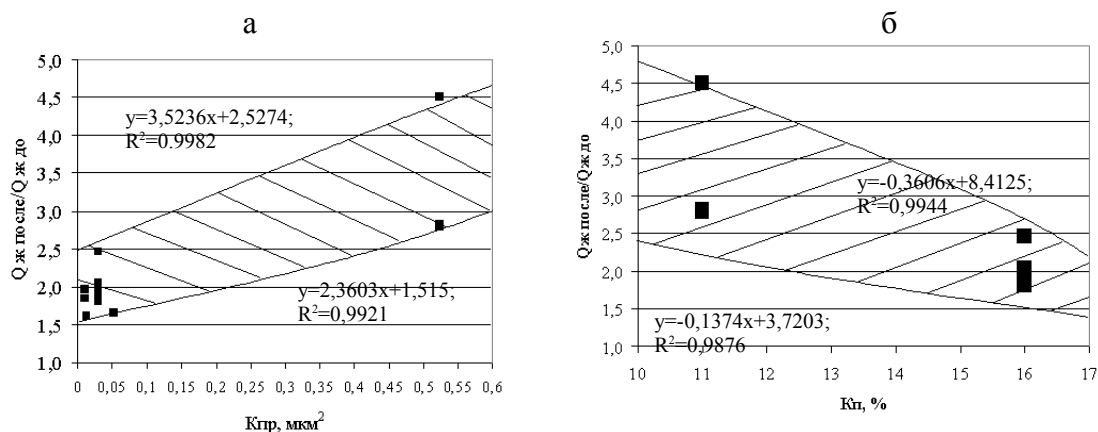 а
5,0
4,5
4,0
3,5
3,0
2,5
2,0
1,5
1,0
Q ж после/Q ж до
y=3,5236x+2,5274;
R²=0.9982
y=2,3603x+1,515;
R²=0,9921
0 0,05 0,1 0,15 0,2 0,25 0,3 0,35 0,4 0,45 0,5 0,55 0,6
Кпр, мкм²
б
5,0
4,5
4,0
3,5
3,0
2,5
2,0
1,5
1,0
Qж после/Qж до
y=-0,3606x+8,4125;
R²=0,9944
y=-0,1374x+3,7203;
R²=0,9876
10 11 12 13 14 15 16 17
Кп, %